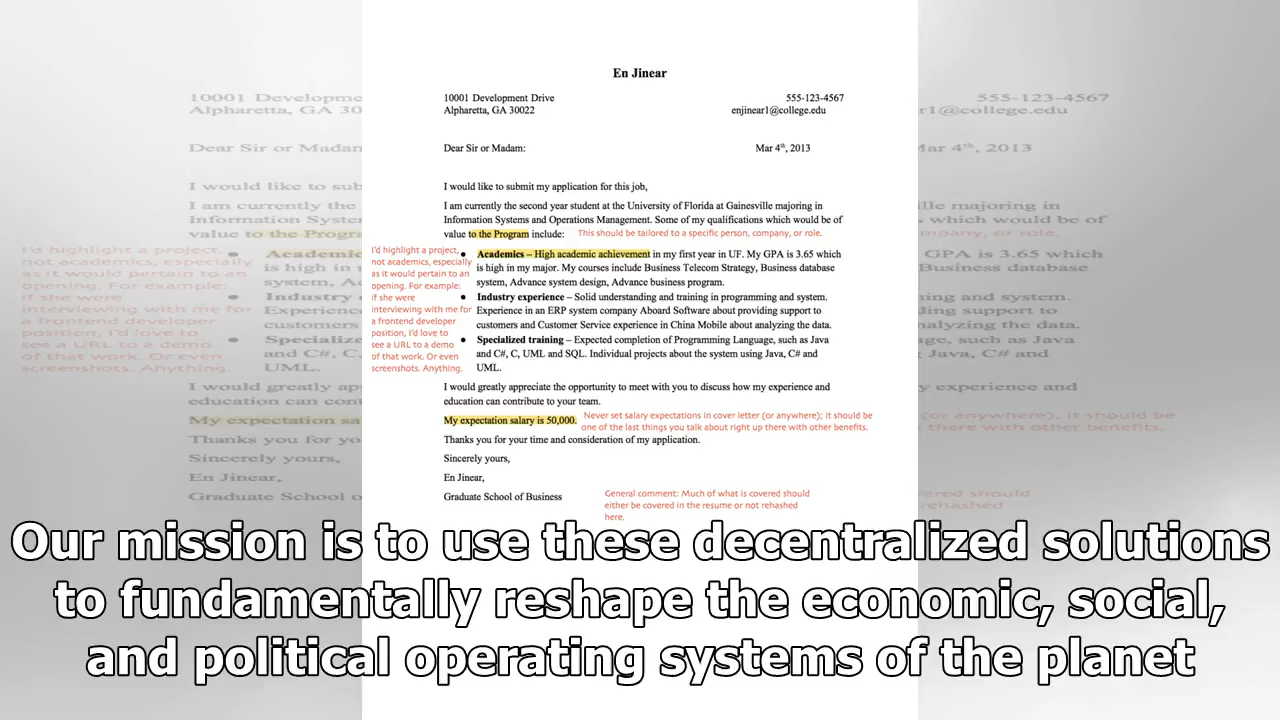 En Jinear
10001 Development Drive 555-123-4567
Alpharetta, GA 30022 enjinear1@college.edu
Dear Sir or Madam: Mar 4th, 2013
I would like to submit my application for this job,
I am currently the second year student at the University of Florida at Gainesville majoring in
Information Systems and Operations Management. Some of my qualifications which would be of
value to the Program include: This should be tailored to a specific person, company, or role.
I'd highlight a project,
not academics, especially
as it would pertain to an
opening. For example:
if she were
interviewing with me for
a frontend developer
position, I'd love to
see a URL to a demo
of that work. Or even
screenshots. Anything.
• Academics – High academic achievement in my first year in UF. My GPA is 3.65 which
is high in my major. My courses include Business Telecom Strategy, Business database
system, Advance system design, Advance business program.
• Industry experience – Solid understanding and training in programming and system.
Experience in an ERP system company Aboard Software about providing support to
customers and Customer Service experience in China Mobile about analyzing the data.
• Specialized training – Expected completion of Programming Language, such as Java
and C#, C, UML and SQL. Individual projects about the system using Java, C# and
UML.
I would greatly appreciate the opportunity to meet with you to discuss how my experience and
education can contribute to your team.
My expectation salary is 50,000. Never set salary expectations in cover letter (or anywhere); it should be
one of the last things you talk about right up there with other benefits.
Thanks you for your time and consideration of my application.
Sincerely yours,
En Jinear,
Graduate School of Business
General comment: Much of what is covered should
either be covered in the resume or not rehashed
here.
Our mission is to use these decentralized solutions
to fundamentally reshape the economic, social,
and political operating systems of the planet